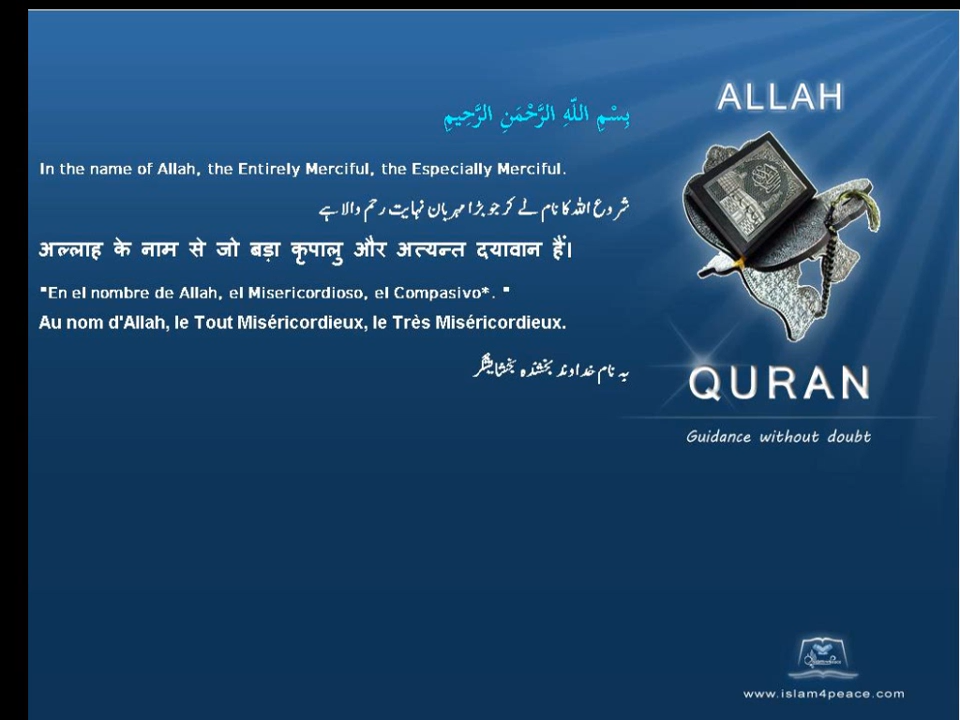 بِسْمِ اللّهِ الرَّحْمَنِ الرَّحِيمِ
In the name of Allah, the Entirely Merciful, the Especially Merciful.
شروع الله کا نام لے کر جو بڑا مہربان نہایت رحم والا ہے
अल्लाह के नाम से जो बड़ा कृपालु और अत्यन्त दयावान हैं।
"En el nombre de Allah, el Misericordioso, el Compasivo*. "
Au nom d'Allah, le Tout Miséricordieux, le Très Miséricordieux.
به نام خداوند بخشنده بخشایشگر
ALLAH
QURAN
Guidance without doubt
www.islam4peace.com